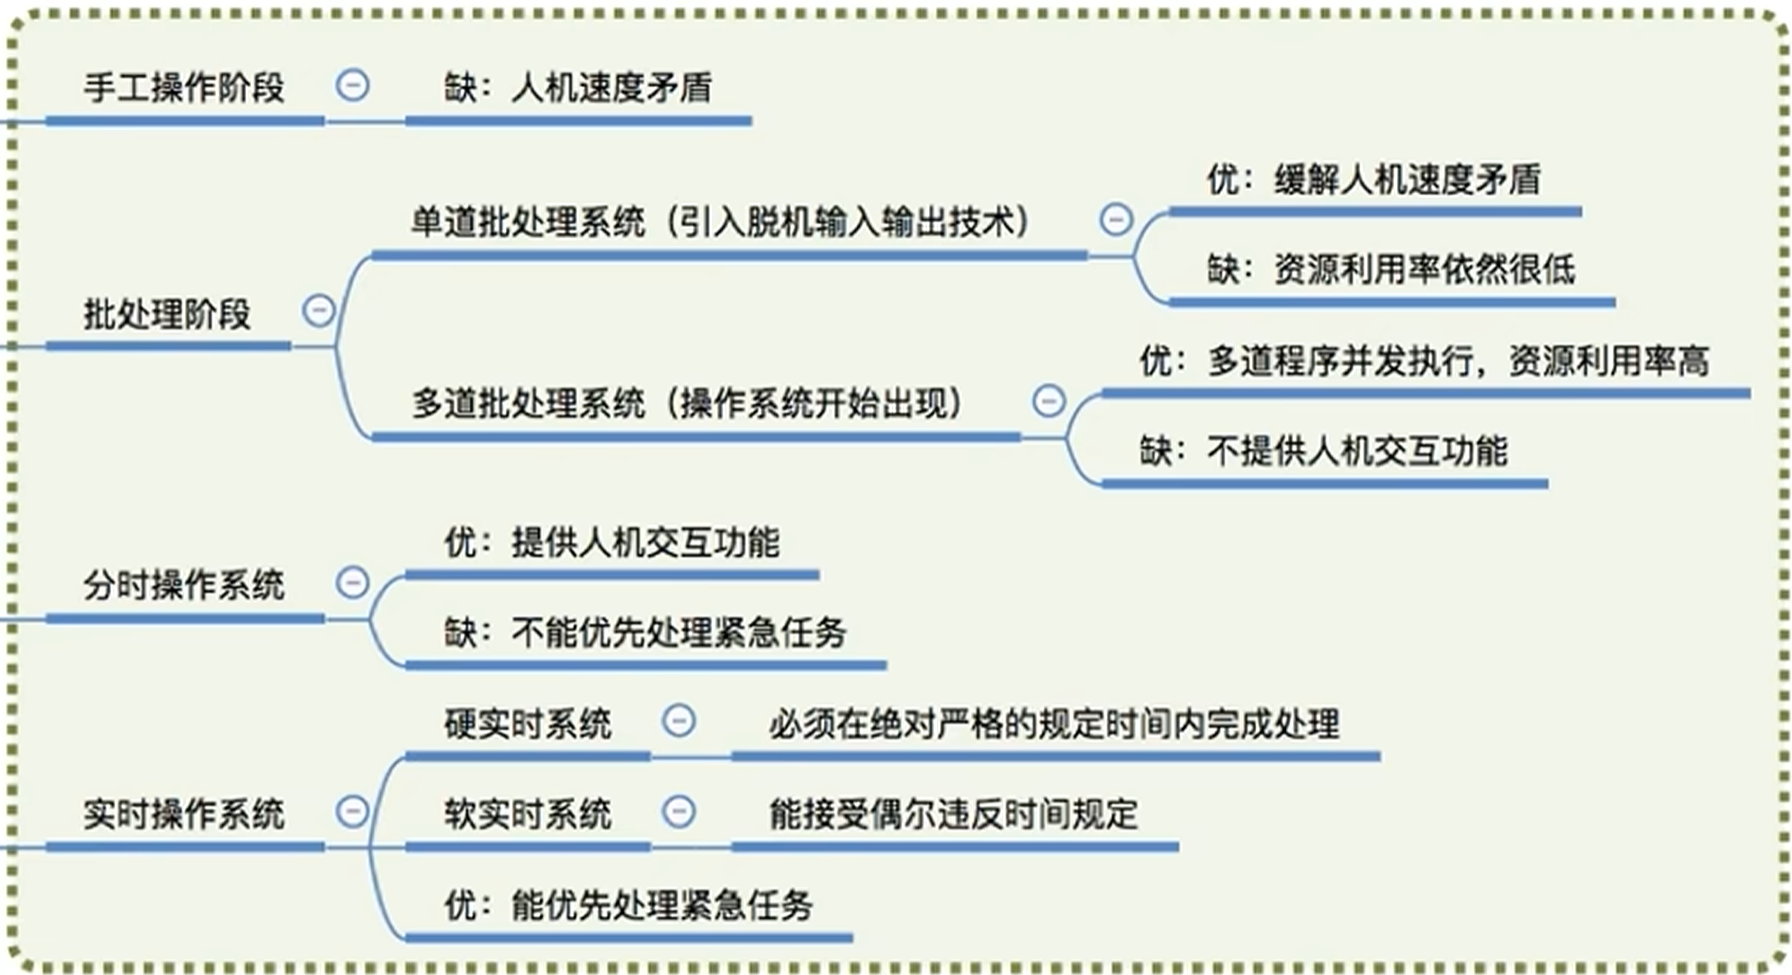 手工操作阶段
缺：人机速度矛盾
批处理阶段
单道批处理系统（引入脱机输入输出技术）
优：缓解人机速度矛盾
缺：资源利用率依然很低
多道批处理系统（操作系统开始出现）
优：多道程序并发执行，资源利用率高
缺：不提供人机交互功能
分时操作系统
优：提供人机交互功能
缺：不能优先处理紧急任务
实时操作系统
硬实时系统
必须在绝对严格的规定时间内完成处理
软实时系统
能接受偶尔违反时间规定
优：能优先处理紧急任务